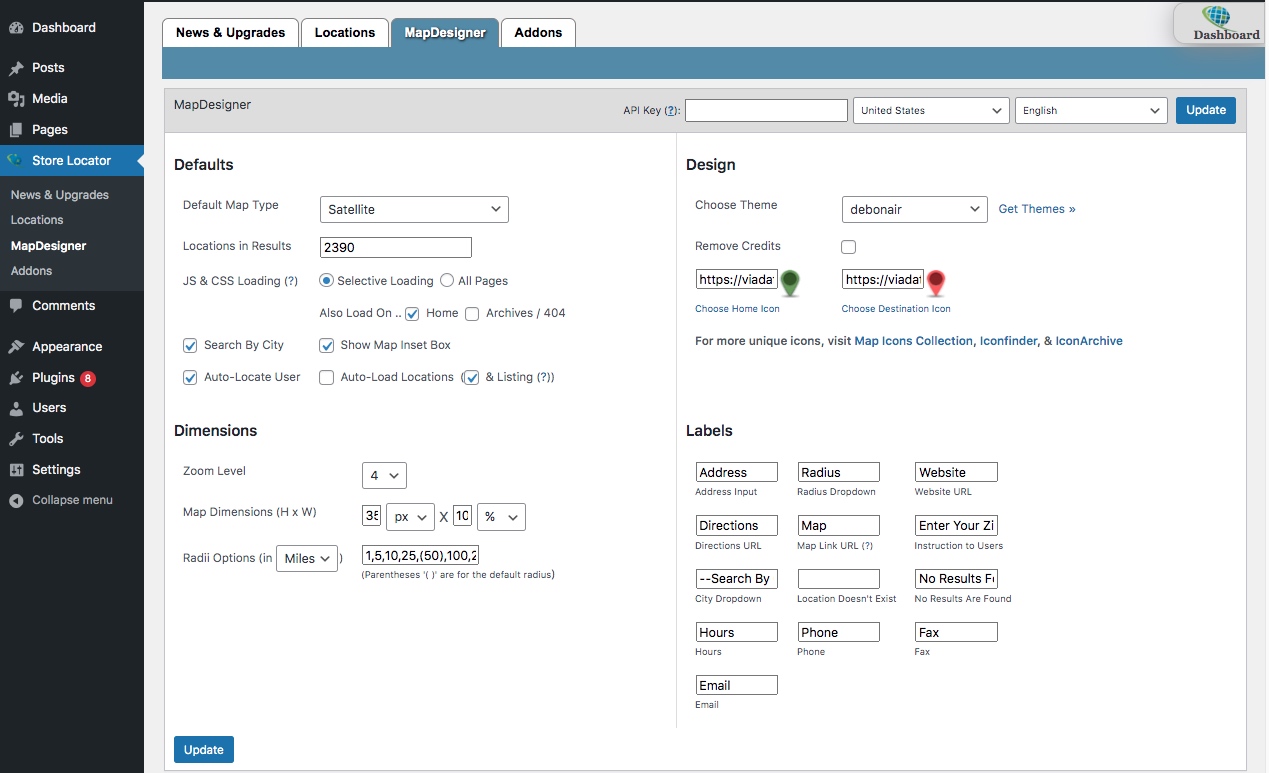 Dashboard
Posts
Media
Pages
Store Locator
News & Upgrades
Locations
MapDesigner
Addons
Comments
Appearance
Plugins 8
Users
Tools
Settings
Collapse menu
News & Upgrades Locations MapDesigner Addons
Dashboard
MapDesigner API Key (?): United States English Update
Defaults
Default Map Type Satellite
Locations in Results 2390
JS & CSS Loading (?) Selective Loading All Pages
Also Load On .. Home Archives / 404
Search By City Show Map Inset Box
Auto-Locate User Auto-Load Locations ( & Listing (?))
Design
Choose Theme debonair Get Themes »
Remove Credits
https://viadat https://viadat
Choose Home Icon Choose Destination Icon
For more unique icons, visit Map Icons Collection, Iconfinder, & IconArchive
Dimensions
Zoom Level 4
Map Dimensions (H x W) 35 px X 10 %
Radii Options (in Miles ) 1,5,10,25,(50),100,2
(Parentheses '( )' are for the default radius)
Labels
Address Radius Website
Address Input Radius Dropdown Website URL
Directions Map Enter Your Zi
Directions URL Map Link URL (?) Instruction to Users
--Search By No Results Fo
City Dropdown Location Doesn't Exist No Results Are Found
Hours Phone Fax
Hours Phone Fax
Email
Email
Update